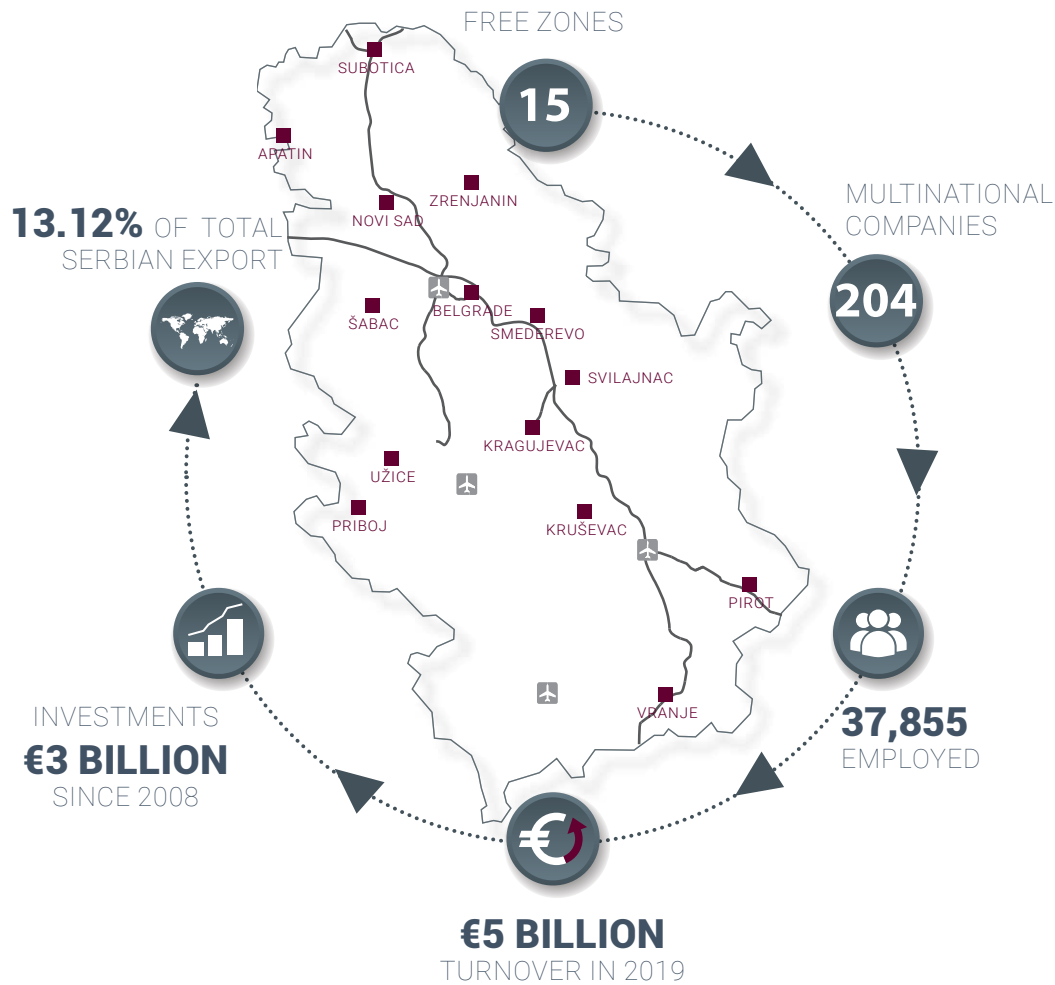 FREE ZONES
15
MULTINATIONAL
COMPANIES
204
37,855
EMPLOYED
€5 BILLION
TURNOVER IN 2019
INVESTMENTS
€3 BILLION
SINCE 2008
13.12% OF TOTAL
SERBIAN EXPORT
SUBOTICA
APATIN
ZRENJANIN
NOVI SAD
BELGRADE
ŠABAC
SMEDEREVO
SVILAJNAC
KRAGUJEVAC
UŽICE
PRIBOJ
KRUŠEVAC
PIROT
VRANJE
€